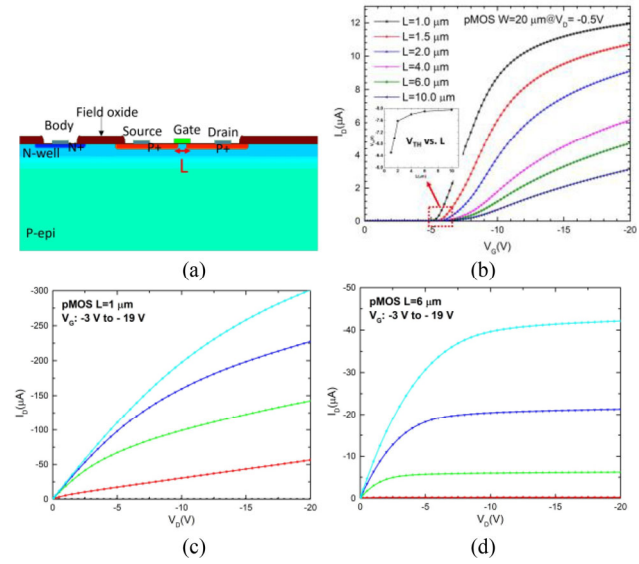 Body
Field oxide
Source
Gate
Drain
N+
P+
P+
N-well
L
P-epi
(a)
pMOS W=20 μm@V_D= -0.5V
L=1.0 μm
L=1.5 μm
L=2.0 μm
L=4.0 μm
L=6.0 μm
L=10.0 μm
V_TH vs. L
I_D(μA)
12
10
8
6
4
2
0
0 -5 -10 -15 -20
V_G(V)
(b)
pMOS L=1 μm
V_G: -3 V to - 19 V
I_D(μA)
-300
-250
-200
-150
-100
-50
0
0 -5 -10 -15 -20
V_D(V)
(c)
pMOS L=6 μm
V_G: -3 V to - 19 V
I_D(μA)
-50
-40
-30
-20
-10
0
0 -5 -10 -15 -20
V_D(V)
(d)